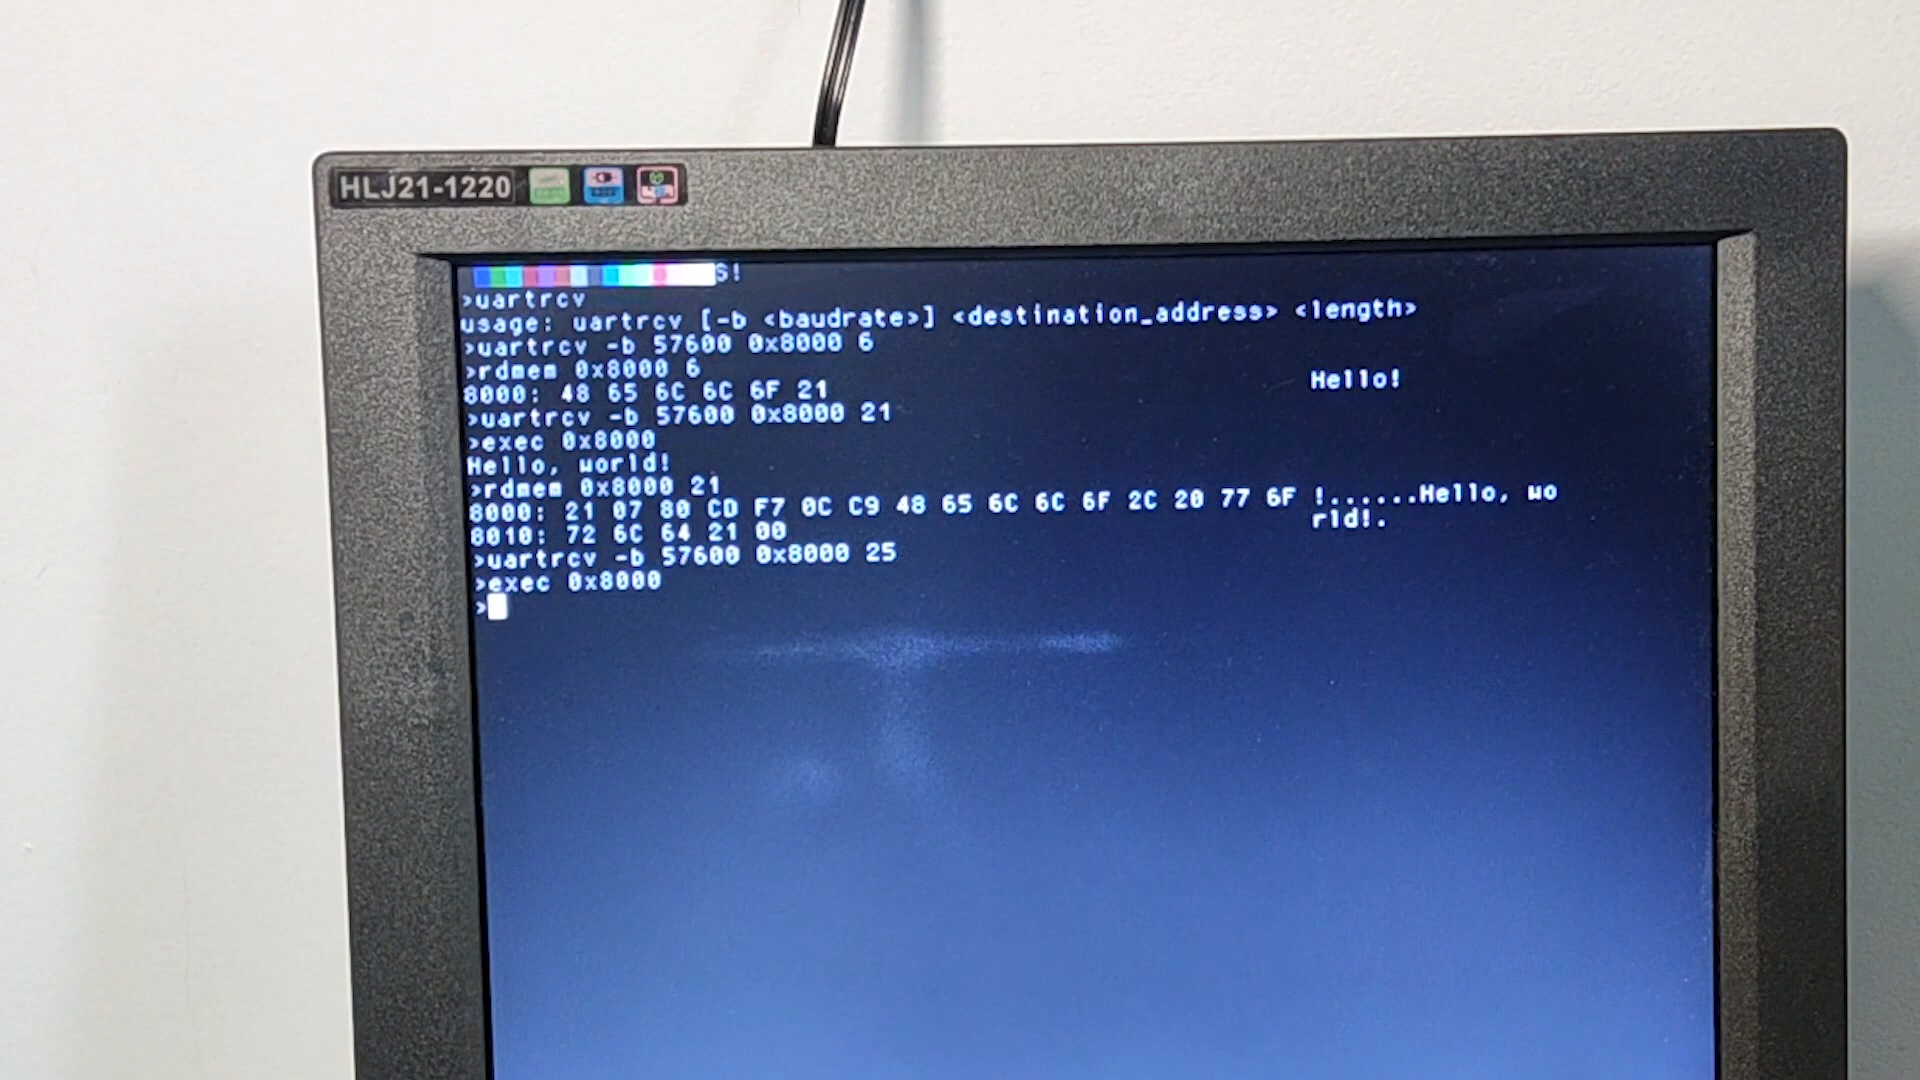 HLJ21-1220
S!
>uartrcv
usage: uartrcv [-b <baudrate>] <destination_address> <length>
>uartrcv -b 57600 0x8000 6
>rdmem 0x8000 6
8000: 48 65 6C 6C 6F 21 Hello!
>uartrcv -b 57600 0x8000 21
>exec 0x8000
Hello, world!
>rdmem 0x8000 21
8000: 21 07 80 CD F7 0C C9 48 65 6C 6C 6F 2C 20 77 6F !......Hello, wo
8010: 72 6C 64 21 00 rld!.
>uartrcv -b 57600 0x8000 25
>exec 0x8000
>